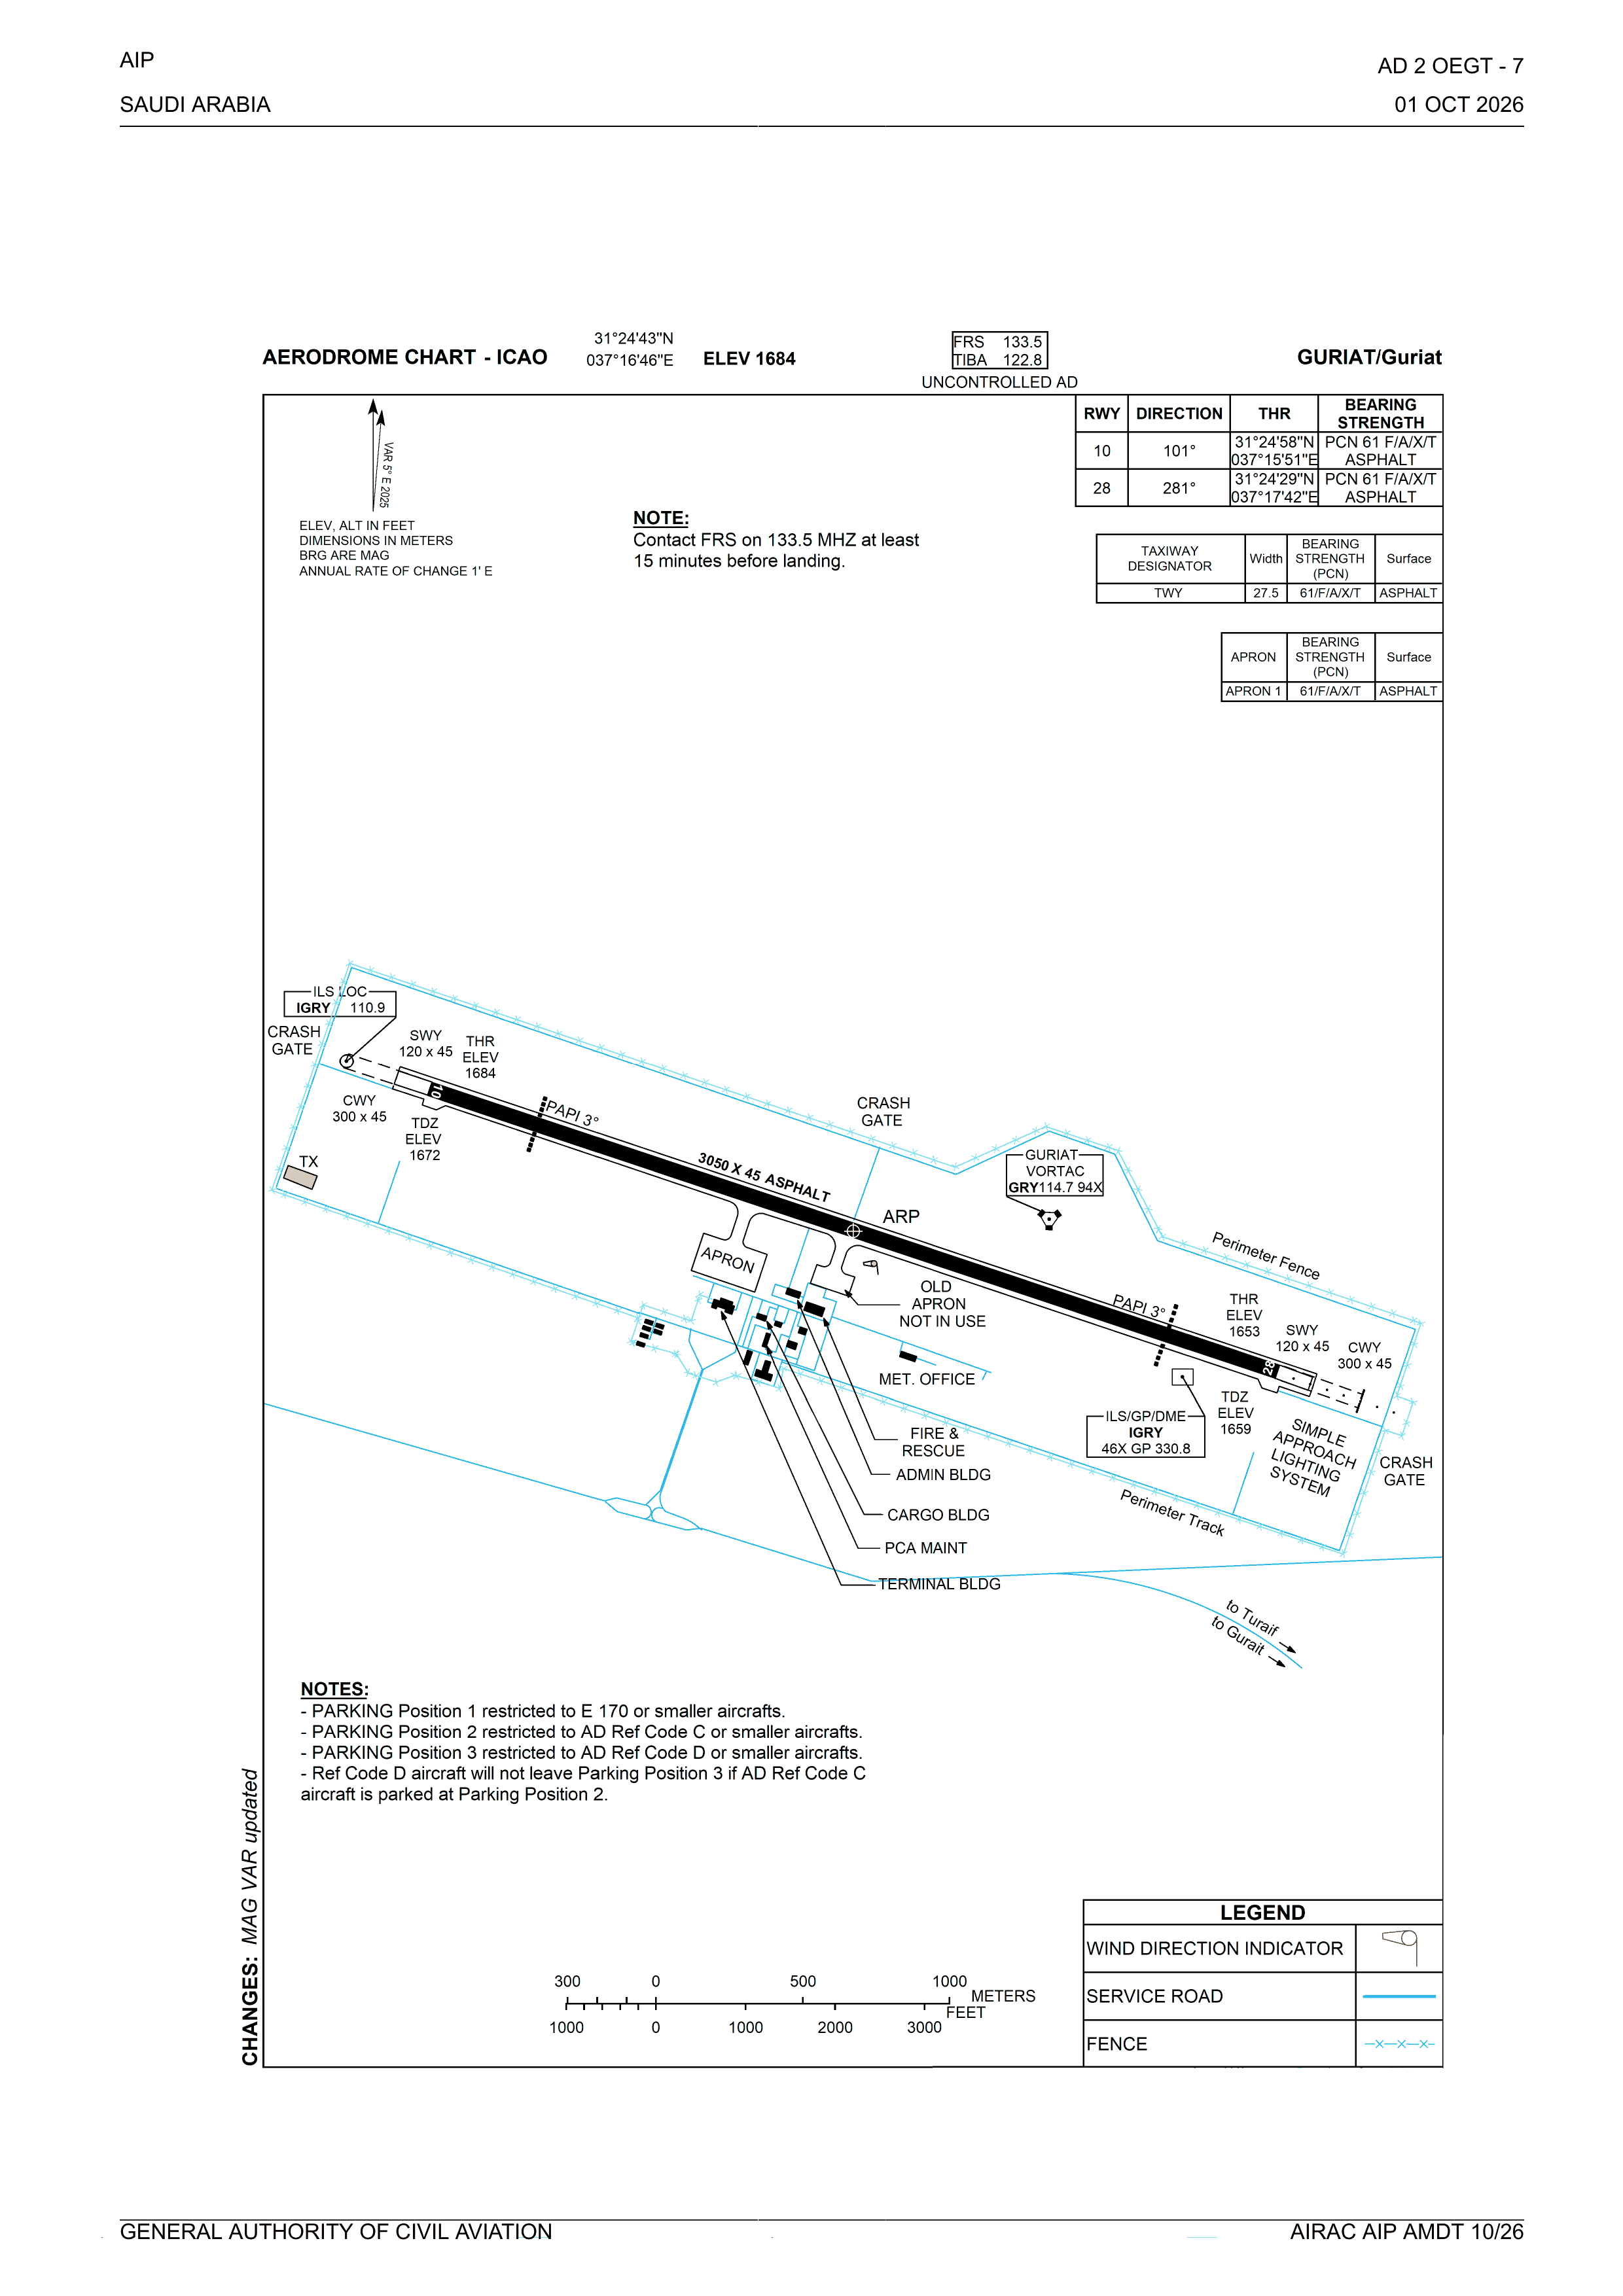 AIP
AD 2 OEGT - 7
SAUDI ARABIA
01 OCT 2026
AERODROME CHART - ICAO
31°24'43"N
037°16'46"E
ELEV 1684
FRS 133.5
TIBA 122.8
UNCONTROLLED AD
GURIAT/Guriat
VAR 5° E 2025
ELEV, ALT IN FEET
DIMENSIONS IN METERS
BRG ARE MAG
ANNUAL RATE OF CHANGE 1' E
NOTE:
Contact FRS on 133.5 MHZ at least
15 minutes before landing.
RWY DIRECTION THR BEARING STRENGTH
10 101° 31°24'58"N 037°15'51"E PCN 61 F/A/X/T ASPHALT
28 281° 31°24'29"N 037°17'42"E PCN 61 F/A/X/T ASPHALT
TAXIWAY DESIGNATOR Width BEARING STRENGTH (PCN) Surface
TWY 27.5 61/F/A/X/T ASPHALT
APRON BEARING STRENGTH (PCN) Surface
APRON 1 61/F/A/X/T ASPHALT
ILS LOC
IGRY 110.9
CRASH
GATE
SWY
120 x 45
THR
ELEV
1684
10
CWY
300 x 45
TDZ
ELEV
1672
TX
PAPI 3°
3050 X 45 ASPHALT
CRASH
GATE
ARP
GURIAT
VORTAC
GRY114.7 94X
Perimeter Fence
APRON
OLD
APRON
NOT IN USE
PAPI 3°
THR
ELEV
1653
SWY
120 x 45
CWY
300 x 45
28
MET. OFFICE
TDZ
ELEV
1659
ILS/GP/DME
IGRY
46X GP 330.8
SIMPLE
APPROACH
LIGHTING
SYSTEM
CRASH
GATE
FIRE &
RESCUE
ADMIN BLDG
CARGO BLDG
PCA MAINT
TERMINAL BLDG
Perimeter Track
to Turaif
to Gurait
NOTES:
- PARKING Position 1 restricted to E 170 or smaller aircrafts.
- PARKING Position 2 restricted to AD Ref Code C or smaller aircrafts.
- PARKING Position 3 restricted to AD Ref Code D or smaller aircrafts.
- Ref Code D aircraft will not leave Parking Position 3 if AD Ref Code C
aircraft is parked at Parking Position 2.
CHANGES: MAG VAR updated
300 0 500 1000
METERS
FEET
1000 0 1000 2000 3000
LEGEND
WIND DIRECTION INDICATOR
SERVICE ROAD
FENCE
GENERAL AUTHORITY OF CIVIL AVIATION
AIRAC AIP AMDT 10/26